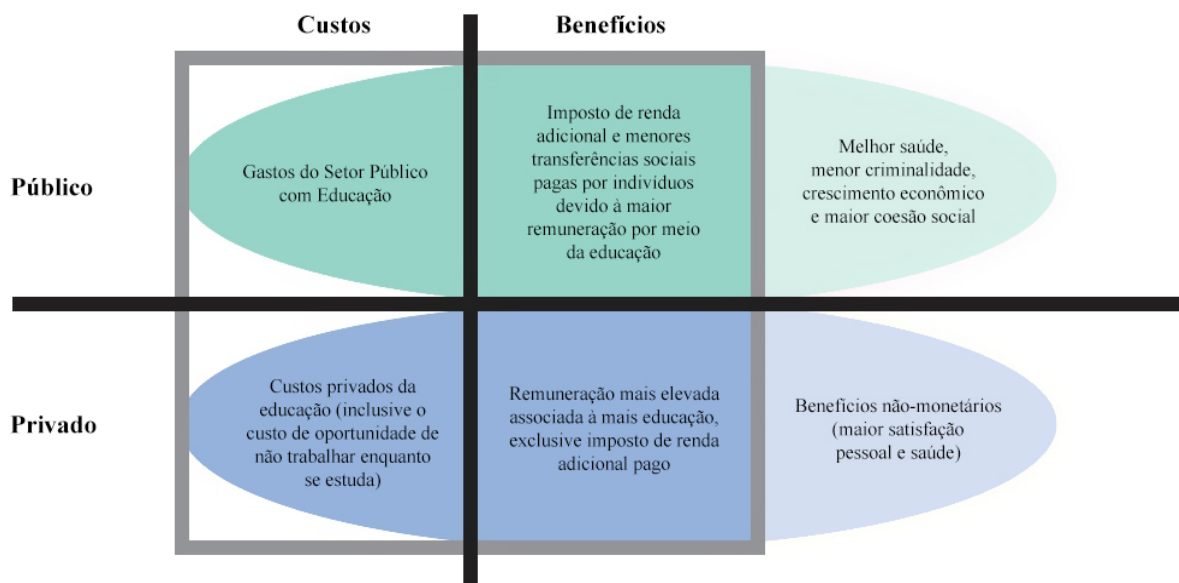 Custos
Benefícios
Público
Gastos do Setor Público
com Educação
Imposto de renda
adicional e menores
transferências sociais
pagas por indivíduos
devido à maior
remuneração por meio
da educação
Melhor saúde,
menor criminalidade,
crescimento econômico
e maior coesão social
Privado
Custos privados da
educação (inclusive o
custo de oportunidade de
não trabalhar enquanto
se estuda)
Remuneração mais elevada
associada à mais educação,
exclusive imposto de renda
adicional pago
Benefícios não-monetários
(maior satisfação
pessoal e saúde)